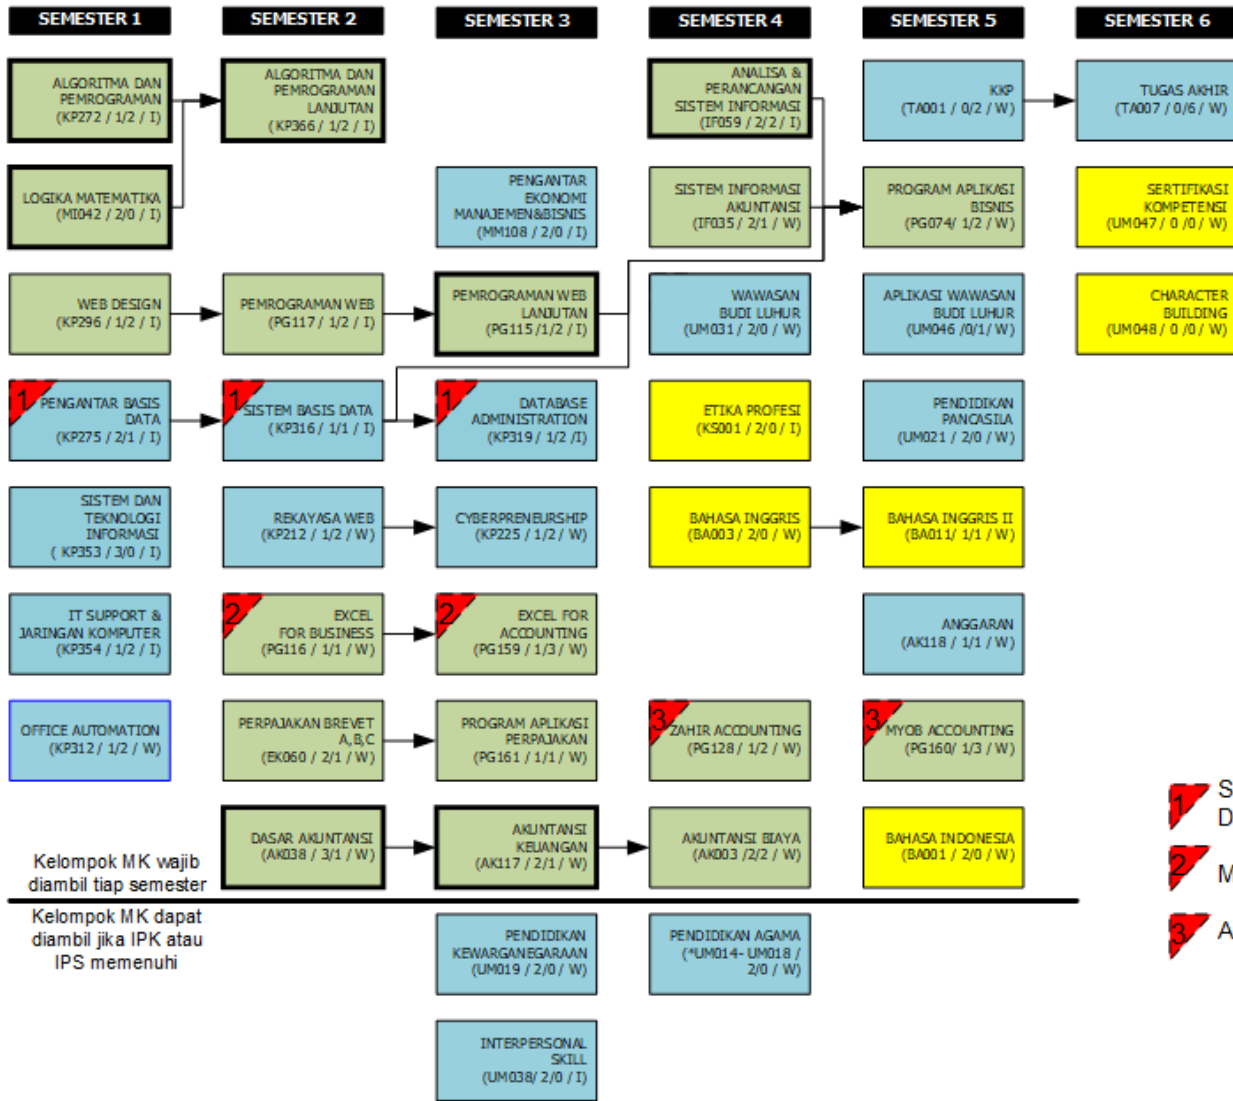 SEMESTER 1
SEMESTER 2
SEMESTER 3
SEMESTER 4
SEMESTER 5
SEMESTER 6
ALGORITMA DAN
PEMROGRAMAN
(KP272 / 1/2 / I)
ALGORITMA DAN
PEMROGRAMAN
LANJUTAN
(KP366 / 1/2 / I)
ANALISA &
PERANCANGAN
SISTEM INFORMASI
(IF059 / 2/2 / I)
KKP
(TA001 / 0/2 / W)
TUGAS AKHIR
(TA007 / 0/6 / W)
LOGIKA MATEMATIKA
(MI042 / 2/0 / I)
PENGANTAR
EKONOMI
MANAJEMEN&BISNIS
(MM108 / 2/0 / I)
SISTEM INFORMASI
AKUNTANSI
(IF035 / 2/1 / W)
PROGRAM APLIKASI
BISNIS
(PG074/ 1/2 / W)
SERTIFIKASI
KOMPETENSI
(UM047/ 0 /0 / W)
WEB DESIGN
(KP296 / 1/2 / I)
PEMROGRAMAN WEB
(PG117 / 1/2 / I)
PEMROGRAMAN WEB
LANJUTAN
(PG115 /1/2 / I)
WAWASAN
BUDI LUHUR
(UM031 / 2/0 / W)
APLIKASI WAWASAN
BUDI LUHUR
(UM046 /0/1/ W)
CHARACTER
BUILDING
(UM048/ 0 /0/ W)
1
PENGANTAR BASIS
DATA
(KP275 / 2/1 / I)
1
SISTEM BASIS DATA
(KP316 / 1/1 / I)
1
DATABASE
ADMINISTRATION
(KP319 / 1/2 /I)
ETIKA PROFESI
(KS001 / 2/0 / I)
PENDIDIKAN
PANCASILA
(UM021 / 2/0 / W)
SISTEM DAN
TEKNOLOGI
INFORMASI
( KP353 / 3/0 / I)
REKAYASA WEB
(KP212 / 1/2 / W)
CYBERPRENEURSHIP
(KP225 / 1/2 / W)
BAHASA INGGRIS
(BA003 / 2/0 / W)
BAHASA INGGRIS II
(BA011/ 1/1 / W)
IT SUPPORT &
JARINGAN KOMPUTER
(KP354 / 1/2 / I)
2
EXCEL
FOR BUSINESS
(PG116 / 1/1 / W)
2
EXCEL FOR
ACCOUNTING
(PG159 / 1/3 / W)
ANGGARAN
(AK118 / 1/1 / W)
OFFICE AUTOMATION
(KP312 / 1/2 / W)
PERPAJAKAN BREVET
A,B,C
(EK060 / 2/1 / W)
PROGRAM APLIKASI
PERPAJAKAN
(PG161 / 1/1 / W)
3
ZAHIR ACCOUNTING
(PG128 / 1/2 / W)
3
MYOB ACCOUNTING
(PG160/ 1/3 / W)
DASAR AKUNTANSI
(AK038 / 3/1 / W)
AKUNTANSI
KEUANGAN
(AK117 / 2/1 / W)
AKUNTANSI BIAYA
(AK003 /2/2 / W)
BAHASA INDONESIA
(BA001 / 2/0 / W)
1 S
D
2 M
3 A
Kelompok MK wajib
diambil tiap semester
Kelompok MK dapat
diambil jika IPK atau
IPS memenuhi
PENDIDIKAN
KEWARGANEGARAAN
(UM019 / 2/0 / W)
PENDIDIKAN AGAMA
(*UM014- UM018 /
2/0 / W)
INTERPERSONAL
SKILL
(UM038/ 2/0 / I)